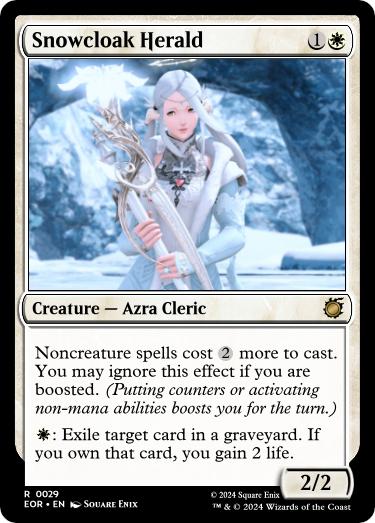 Snowcloak Herald 1
Creature — Azra Cleric
Noncreature spells cost 2 more to cast.
You may ignore this effect if you are
boosted. (Putting counters or activating
non-mana abilities boosts you for the turn.)
: Exile target card in a graveyard. If
you own that card, you gain 2 life.
2/2
R 0029
EOR • EN SQUARE ENIX
© 2024 Square Enix
™ & © 2024 Wizards of the Coast